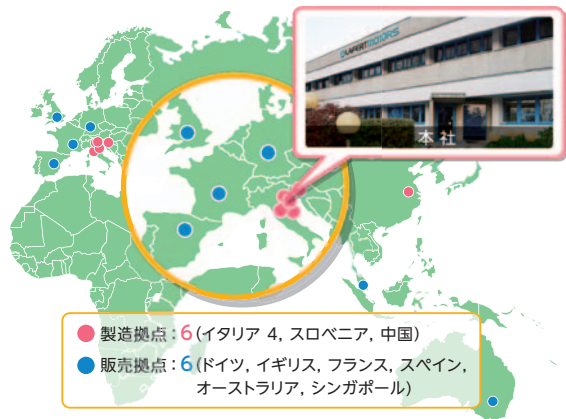 LAFERT MOTORS
本 社
製造拠点：6（イタリア 4, スロベニア, 中国）
販売拠点：6（ドイツ, イギリス, フランス, スペイン,
オーストラリア, シンガポール）